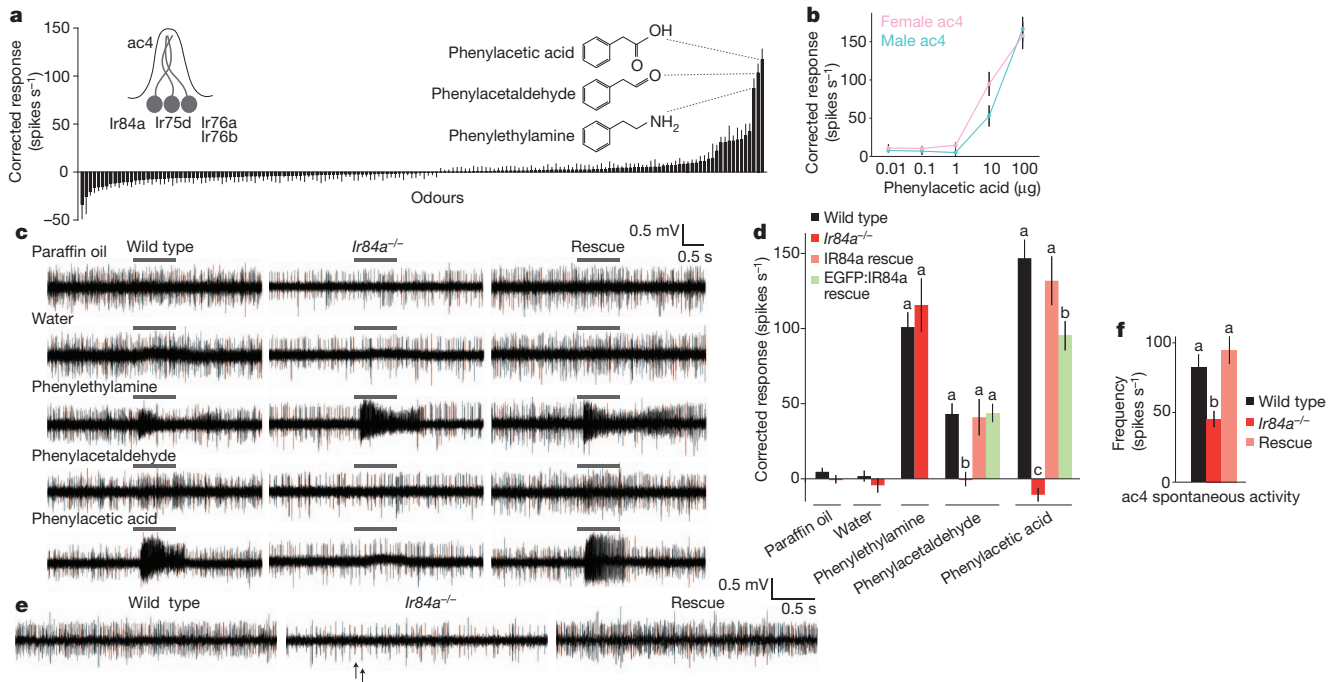 a
150
100
50
0
−50
Corrected response
(spikes s⁻¹)
ac4
Ir84a Ir75d Ir76a
Ir76b
Phenylacetic acid
OH
O
Phenylacetaldehyde
O
Phenylethylamine
NH₂
Odours
b
Female ac4
Male ac4
150
100
50
0
Corrected response
(spikes s⁻¹)
0.01 0.1 1 10 100
Phenylacetic acid (μg)
c
0.5 mV
0.5 s
Wild type
Ir84a⁻/⁻
Rescue
Paraffin oil
Water
Phenylethylamine
Phenylacetaldehyde
Phenylacetic acid
d
Wild type
Ir84a⁻/⁻
IR84a rescue
EGFP:IR84a
rescue
150
100
50
0
Corrected response (spikes s⁻¹)
a a
a b a a
a c a b
Paraffin oil
Water
Phenylethylamine
Phenylacetaldehyde
Phenylacetic acid
e
Wild type
Ir84a⁻/⁻
Rescue
0.5 mV
0.5 s
f
100
50
0
Frequency
(spikes s⁻¹)
a b a
Wild type
Ir84a⁻/⁻
Rescue
ac4 spontaneous activity